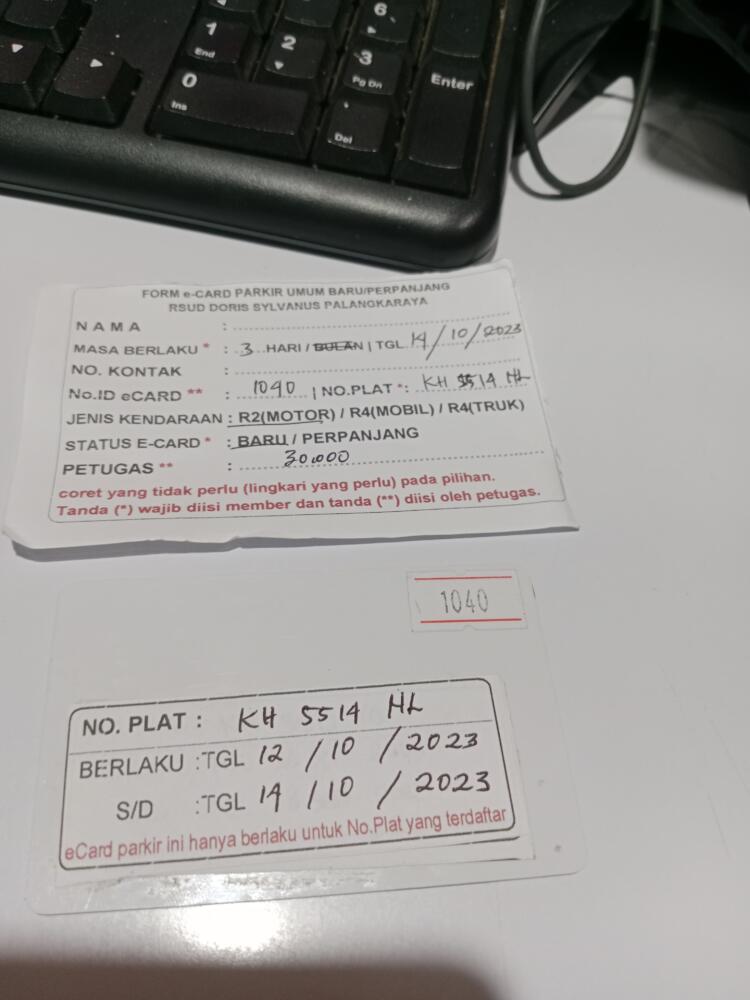 6
1
End
2
3
Pg Dn
Enter
0
Ins
Del
FORM e-CARD PARKIR UMUM BARU/PERPANJANG
RSUD DORIS SYLVANUS PALANGKARAYA
NAMA :
MASA BERLAKU * : 3 HARI / BULAN | TGL 14/10/2023
NO. KONTAK :
No.ID eCARD ** : 1040 | NO.PLAT *: KH 5514 HL
JENIS KENDARAAN : R2(MOTOR) / R4(MOBIL) / R4(TRUK)
STATUS E-CARD * : BARU / PERPANJANG
PETUGAS ** : 30.000
coret yang tidak perlu (lingkari yang perlu) pada pilihan.
Tanda (*) wajib diisi member dan tanda (**) diisi oleh petugas.
1040
NO. PLAT : KH 5514 HL
BERLAKU :TGL 12 / 10 / 2023
S/D :TGL 14 / 10 / 2023
eCard parkir ini hanya berlaku untuk No.Plat yang terdaftar